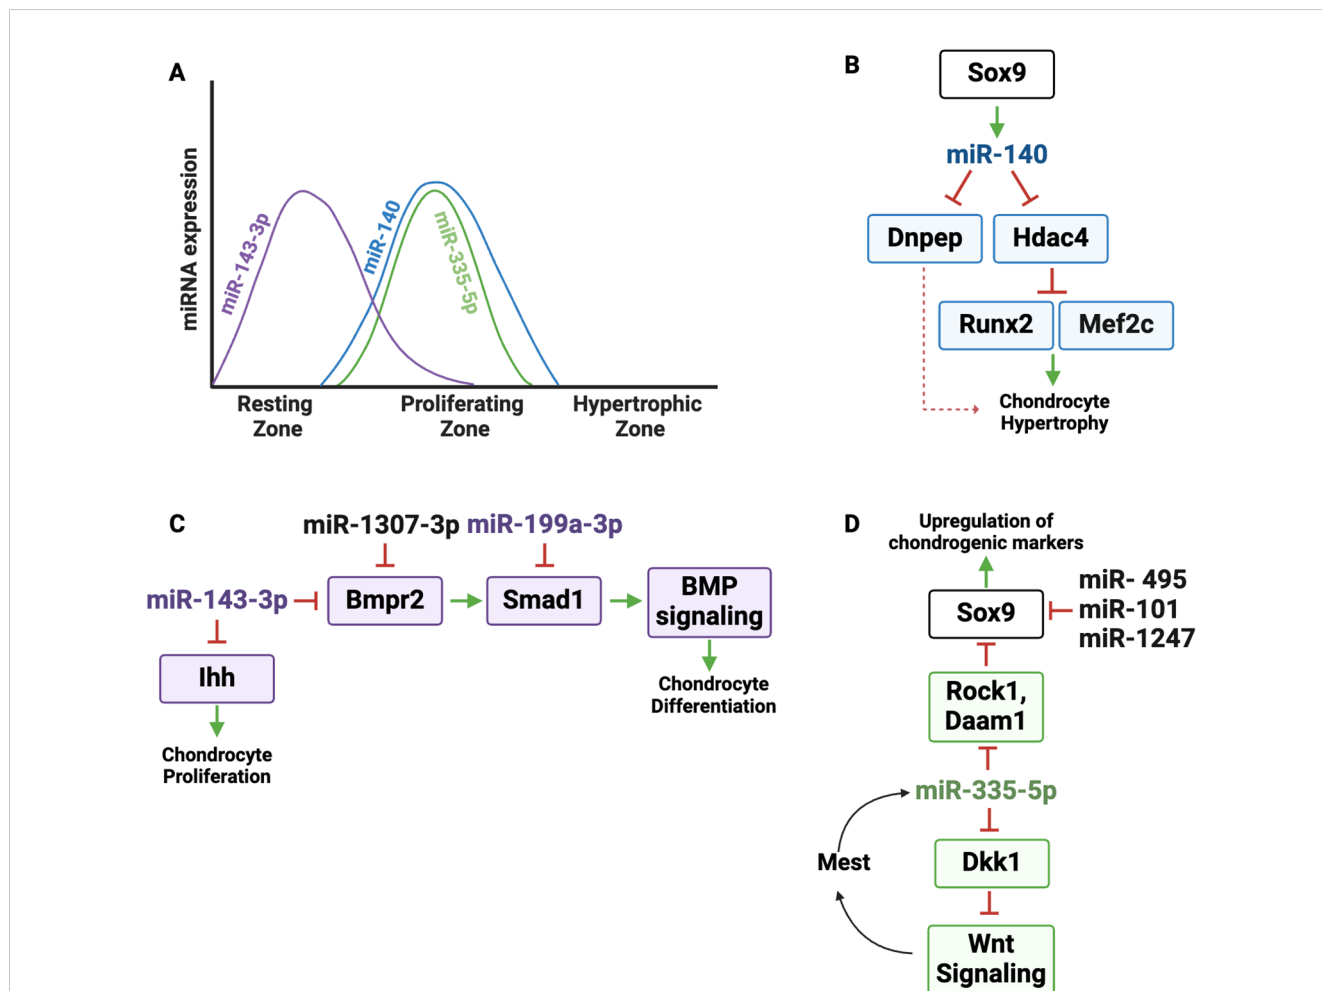 A
miRNA expression
miR-143-3p
miR-140
miR-335-5p
Resting
Zone
Proliferating
Zone
Hypertrophic
Zone
B
Sox9
miR-140
Dnpep
Hdac4
Runx2
Mef2c
Chondrocyte
Hypertrophy
C
miR-1307-3p
miR-199a-3p
miR-143-3p
Bmpr2
Smad1
BMP
signaling
Ihh
Chondrocyte
Differentiation
Chondrocyte
Proliferation
D
Upregulation of
chondrogenic markers
Sox9
miR- 495
miR-101
miR-1247
Rock1,
Daam1
miR-335-5p
Mest
Dkk1
Wnt
Signaling